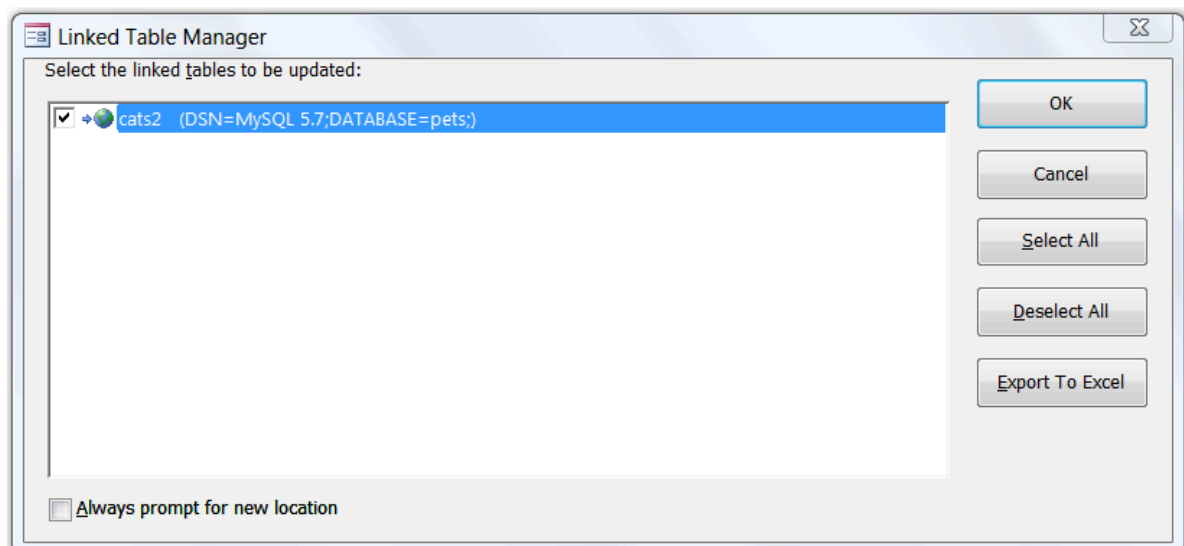 Linked Table Manager
Select the linked tables to be updated:
cats2 (DSN=MySQL 5.7;DATABASE=pets;)
OK
Cancel
Select All
Deselect All
Export To Excel
Always prompt for new location